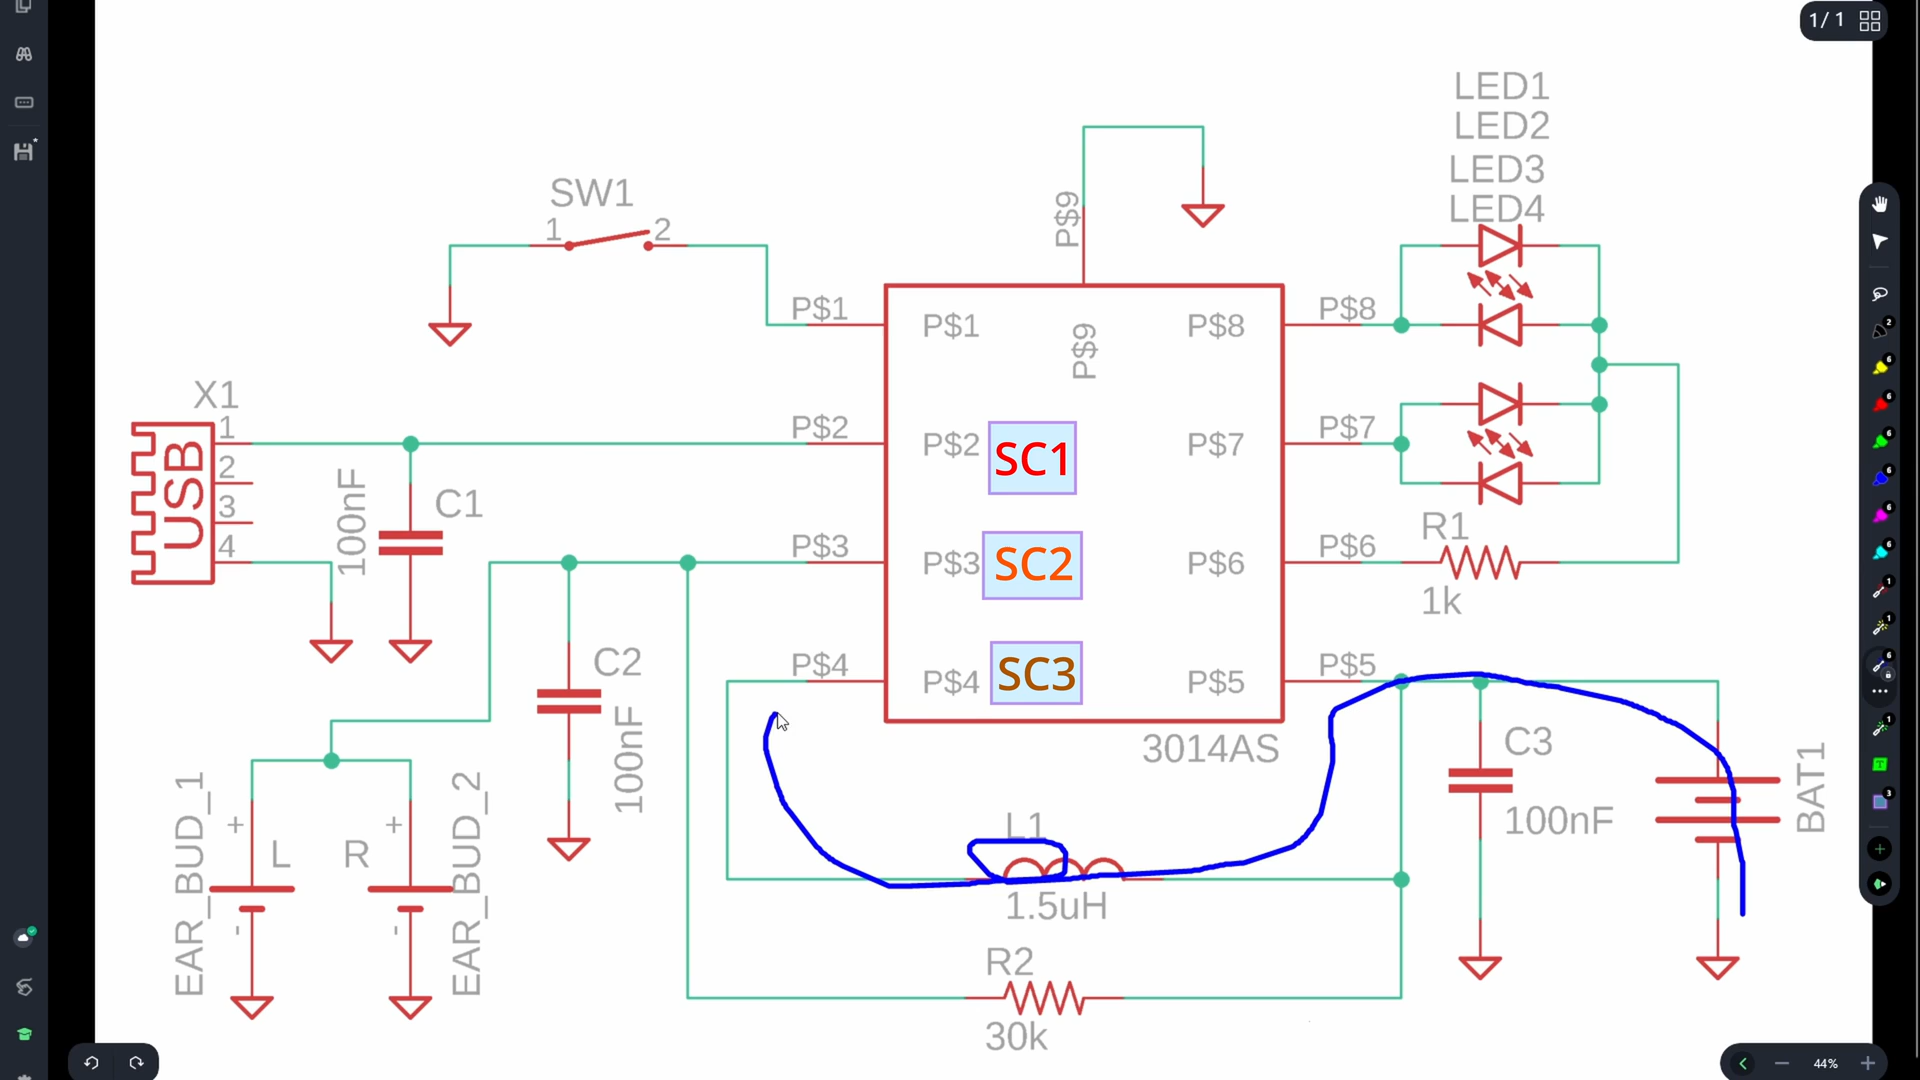 1/1
LED1
LED2
LED3
LED4
SW1
1 2
P$9
P$1 P$1 P$8 P$8
P$9
X1
1
2
3
4
USB
100nF
C1
P$2 P$2 SC1 P$7 P$7
R1
1k
P$3 P$3 SC2 P$6 P$6
P$4 P$4 SC3 P$5 P$5
3014AS
C2
100nF
C3
100nF
BAT1
EAR_BUD_1
+ L
-
R +
-
EAR_BUD_2
L1
1.5uH
R2
30k
44%